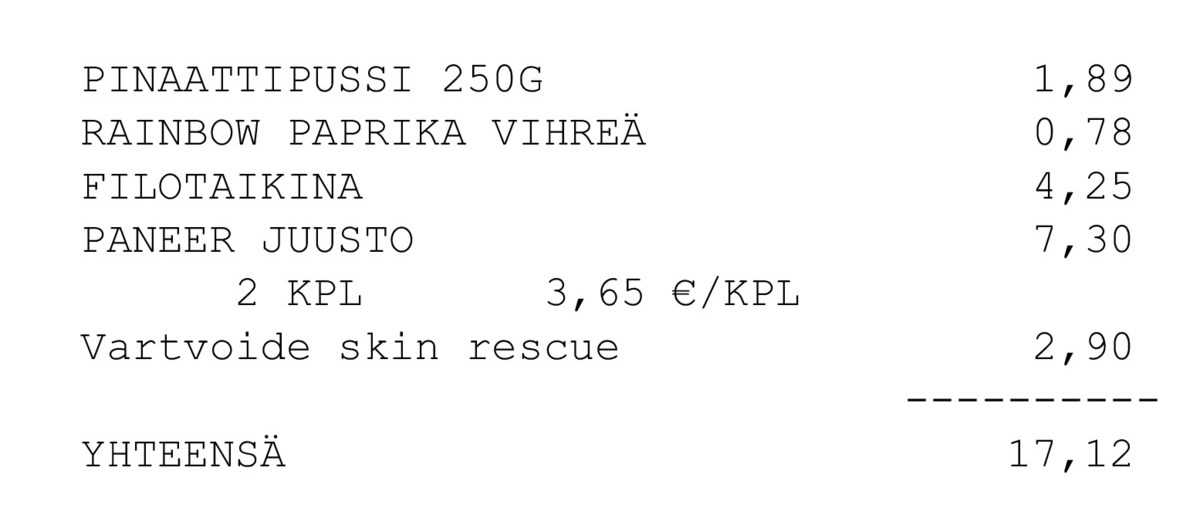 PINAATTIPUSSI 250G 1,89
RAINBOW PAPRIKA VIHREÄ 0,78
FILOTAIKINA 4,25
PANEER JUUSTO 7,30
2 KPL 3,65 €/KPL
Vartvoide skin rescue 2,90
----------
YHTEENSÄ 17,12